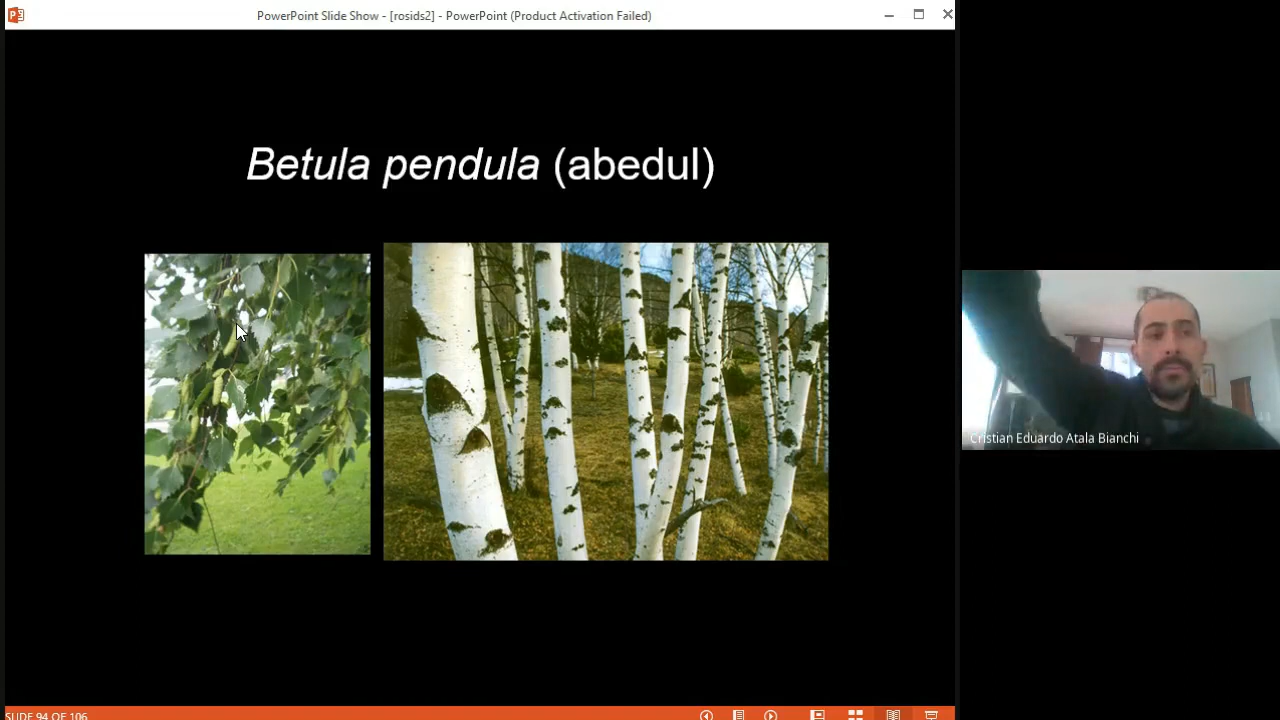 PowerPoint Slide Show - [rosids2] - PowerPoint (Product Activation Failed)
Betula pendula (abedul)
Cristian Eduardo Atala Bianchi
SLIDE 94 OF 106